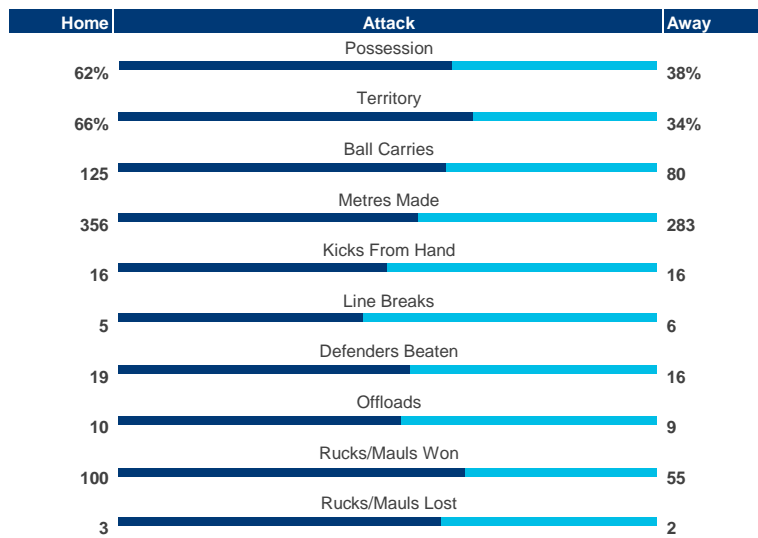 Home Attack Away
Possession
62% 38%
Territory
66% 34%
Ball Carries
125 80
Metres Made
356 283
Kicks From Hand
16 16
Line Breaks
5 6
Defenders Beaten
19 16
Offloads
10 9
Rucks/Mauls Won
100 55
Rucks/Mauls Lost
3 2